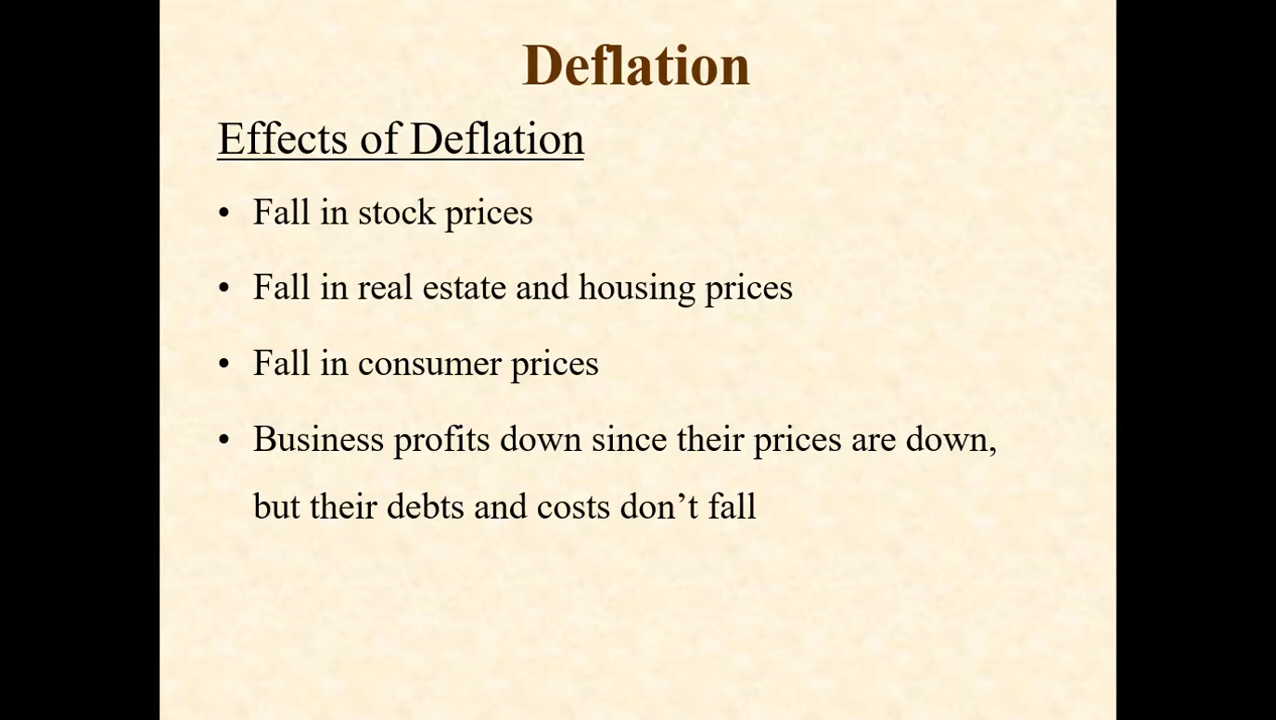 Deflation
Effects of Deflation
• Fall in stock prices
• Fall in real estate and housing prices
• Fall in consumer prices
• Business profits down since their prices are down,
but their debts and costs don’t fall